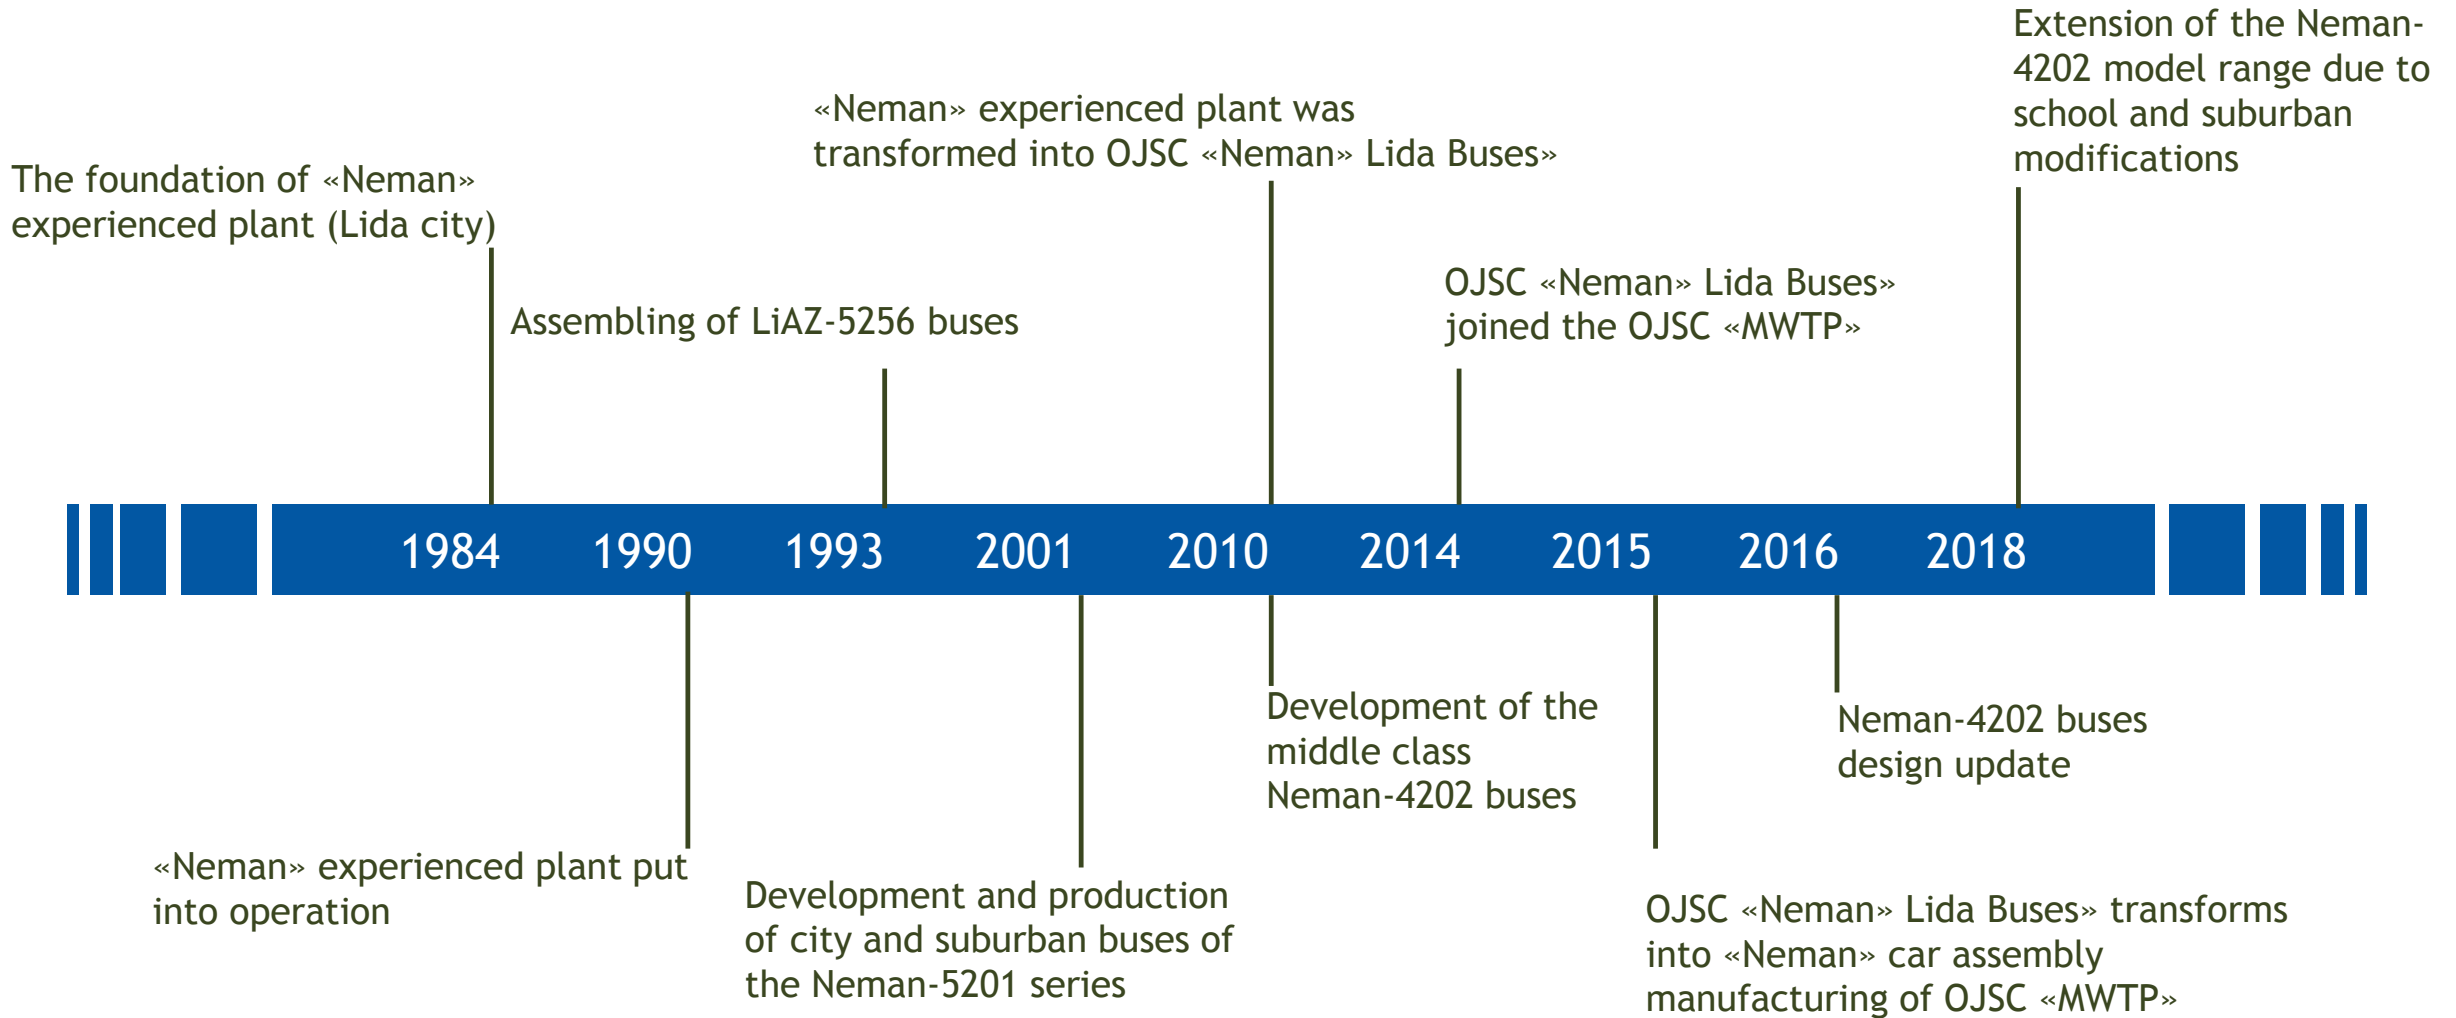 Extension of the Neman-
4202 model range due to
school and suburban
modifications
«Neman» experienced plant was
transformed into OJSC «Neman» Lida Buses»
The foundation of «Neman»
experienced plant (Lida city)
OJSC «Neman» Lida Buses»
joined the OJSC «MWTP»
Assembling of LiAZ-5256 buses
1984 1990 1993 2001 2010 2014 2015 2016 2018
Development of the
middle class
Neman-4202 buses
Neman-4202 buses
design update
«Neman» experienced plant put
into operation
Development and production
of city and suburban buses of
the Neman-5201 series
OJSC «Neman» Lida Buses» transforms
into «Neman» car assembly
manufacturing of OJSC «MWTP»